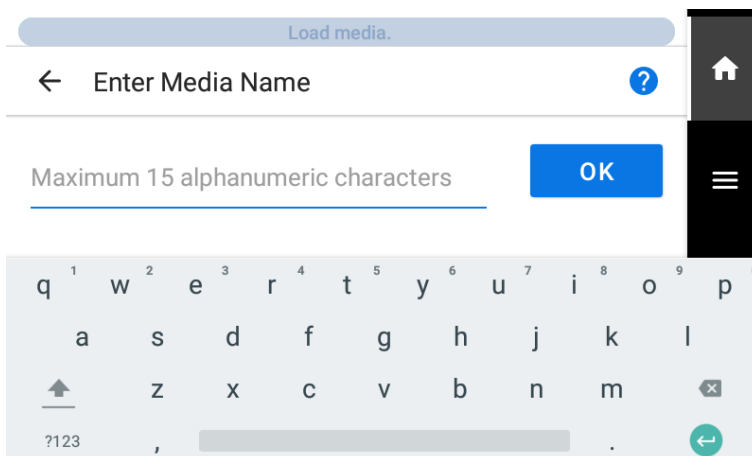 Load media.
Enter Media Name
?
Maximum 15 alphanumeric characters
OK
1 2 3 4 5 6 7 8 9
q w e r t y u i o p
a s d f g h j k l
z x c v b n m
?123 , .